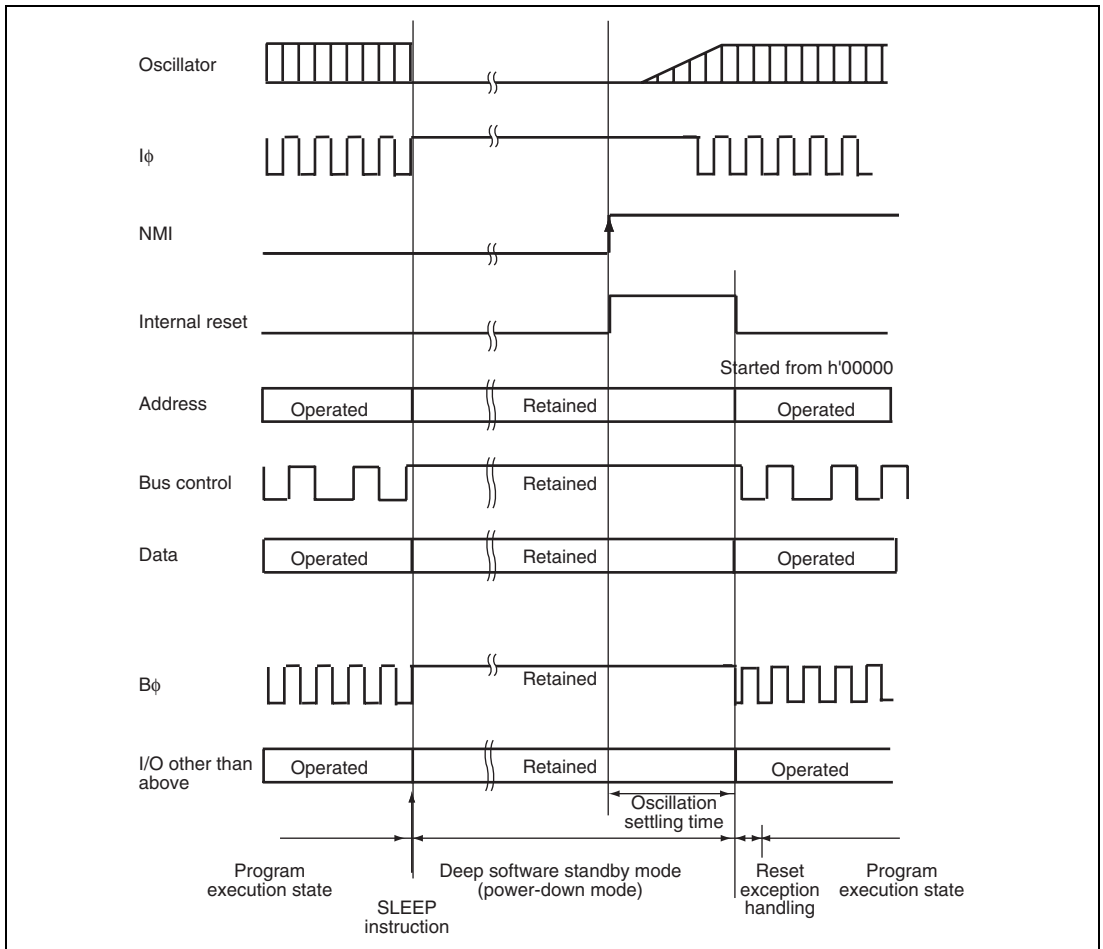 Oscillator
Iϕ
NMI
Internal reset
Started from h'00000
Address
Operated
Retained
Operated
Bus control
Retained
Data
Operated
Retained
Operated
Bϕ
Retained
I/O other than
above
Operated
Retained
Operated
Oscillation
settling time
Program
execution state
SLEEP
instruction
Deep software standby mode
(power-down mode)
Reset
exception
handling
Program
execution state